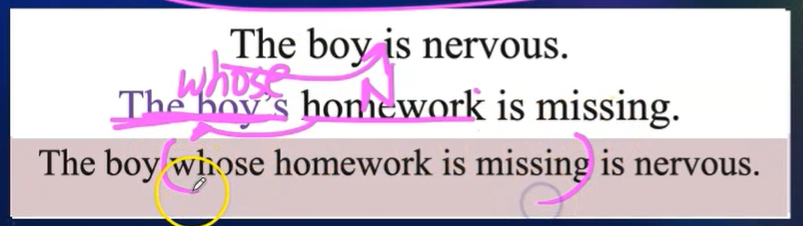 The boy is nervous.
whose
The boy's homework is missing.
N
The boy (whose homework is missing) is nervous.